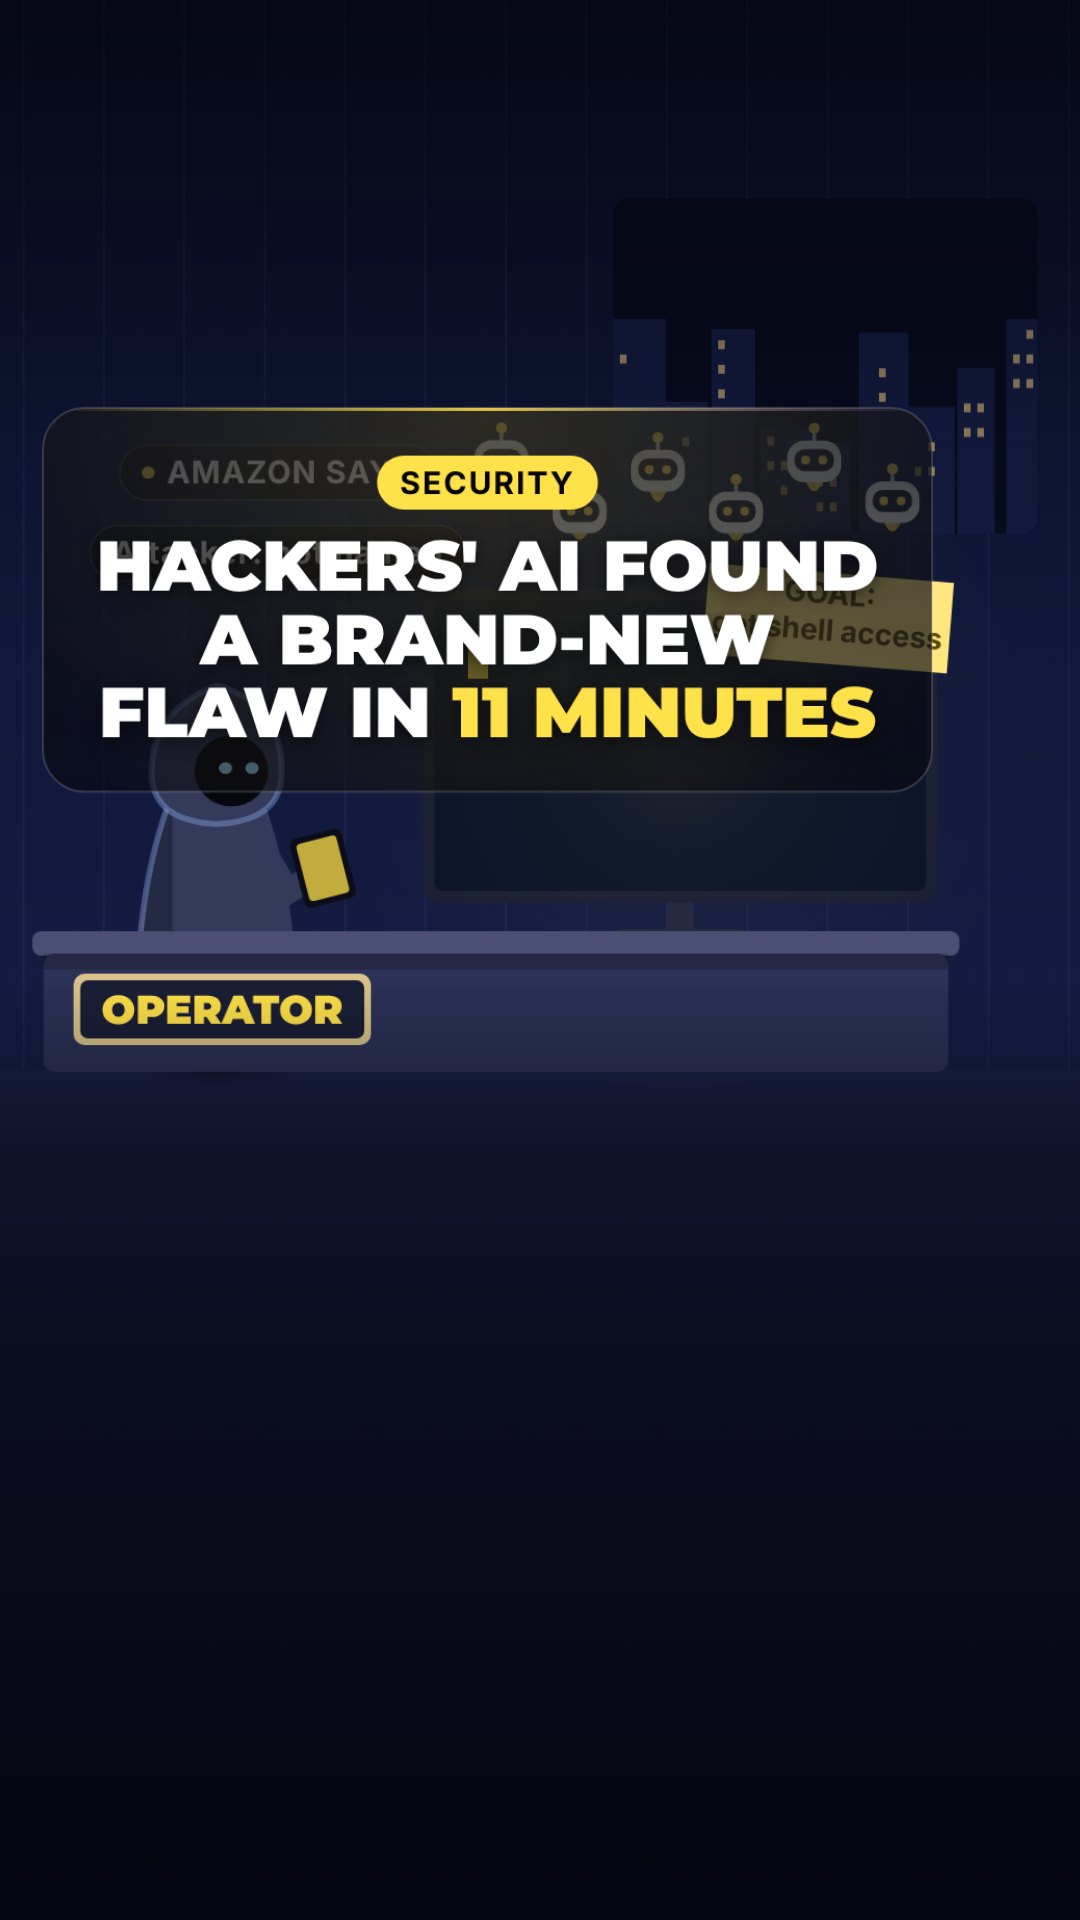 AMAZON SAY
SECURITY
HACKERS' AI FOUND
A BRAND-NEW
FLAW IN 11 MINUTES
GOAL:
shell access
OPERATOR